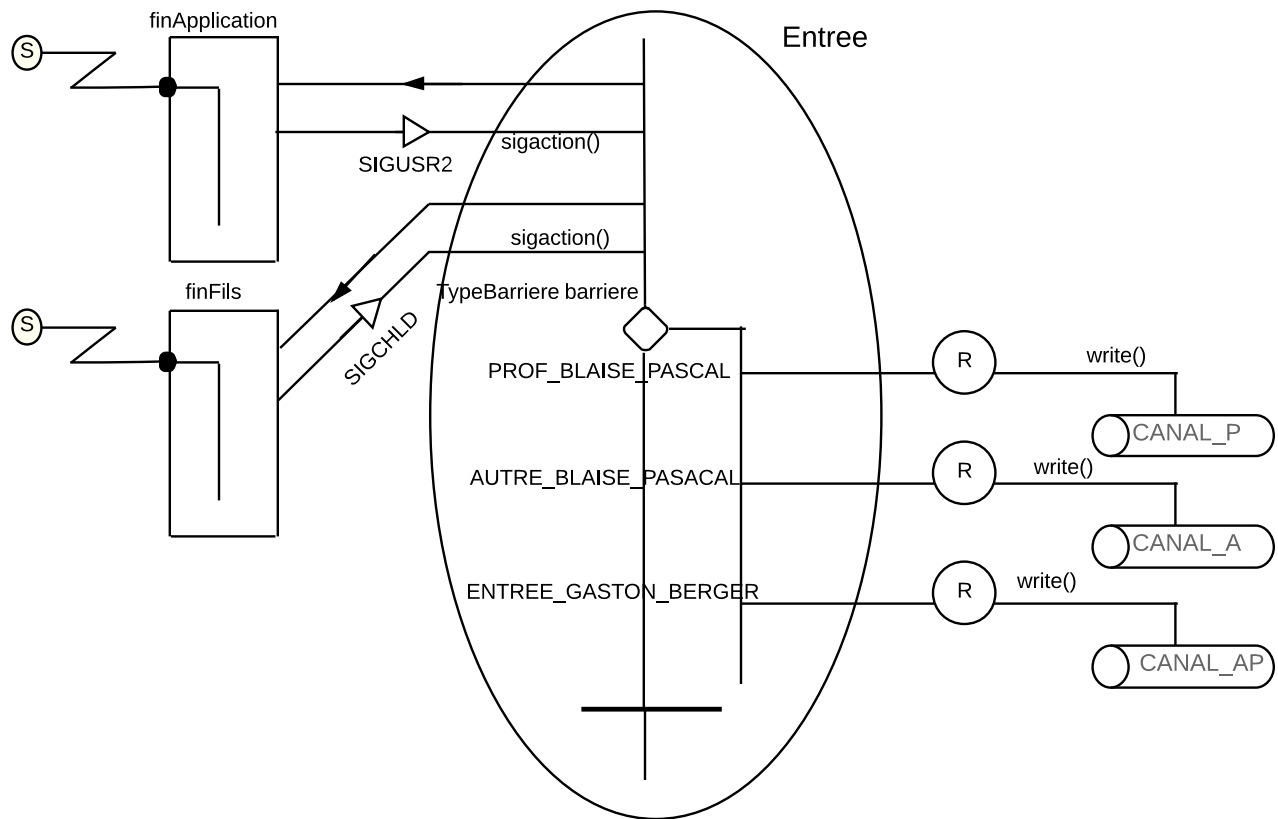 finApplication
Entree
S
sigaction()
SIGUSR2
sigaction()
finFils
TypeBarriere barriere
S
SIGCHLD
PROF_BLAISE_PASCAL
R
write()
CANAL_P
AUTRE_BLAISE_PASACAL
R
write()
CANAL_A
ENTREE_GASTON_BERGER
R
write()
CANAL_AP